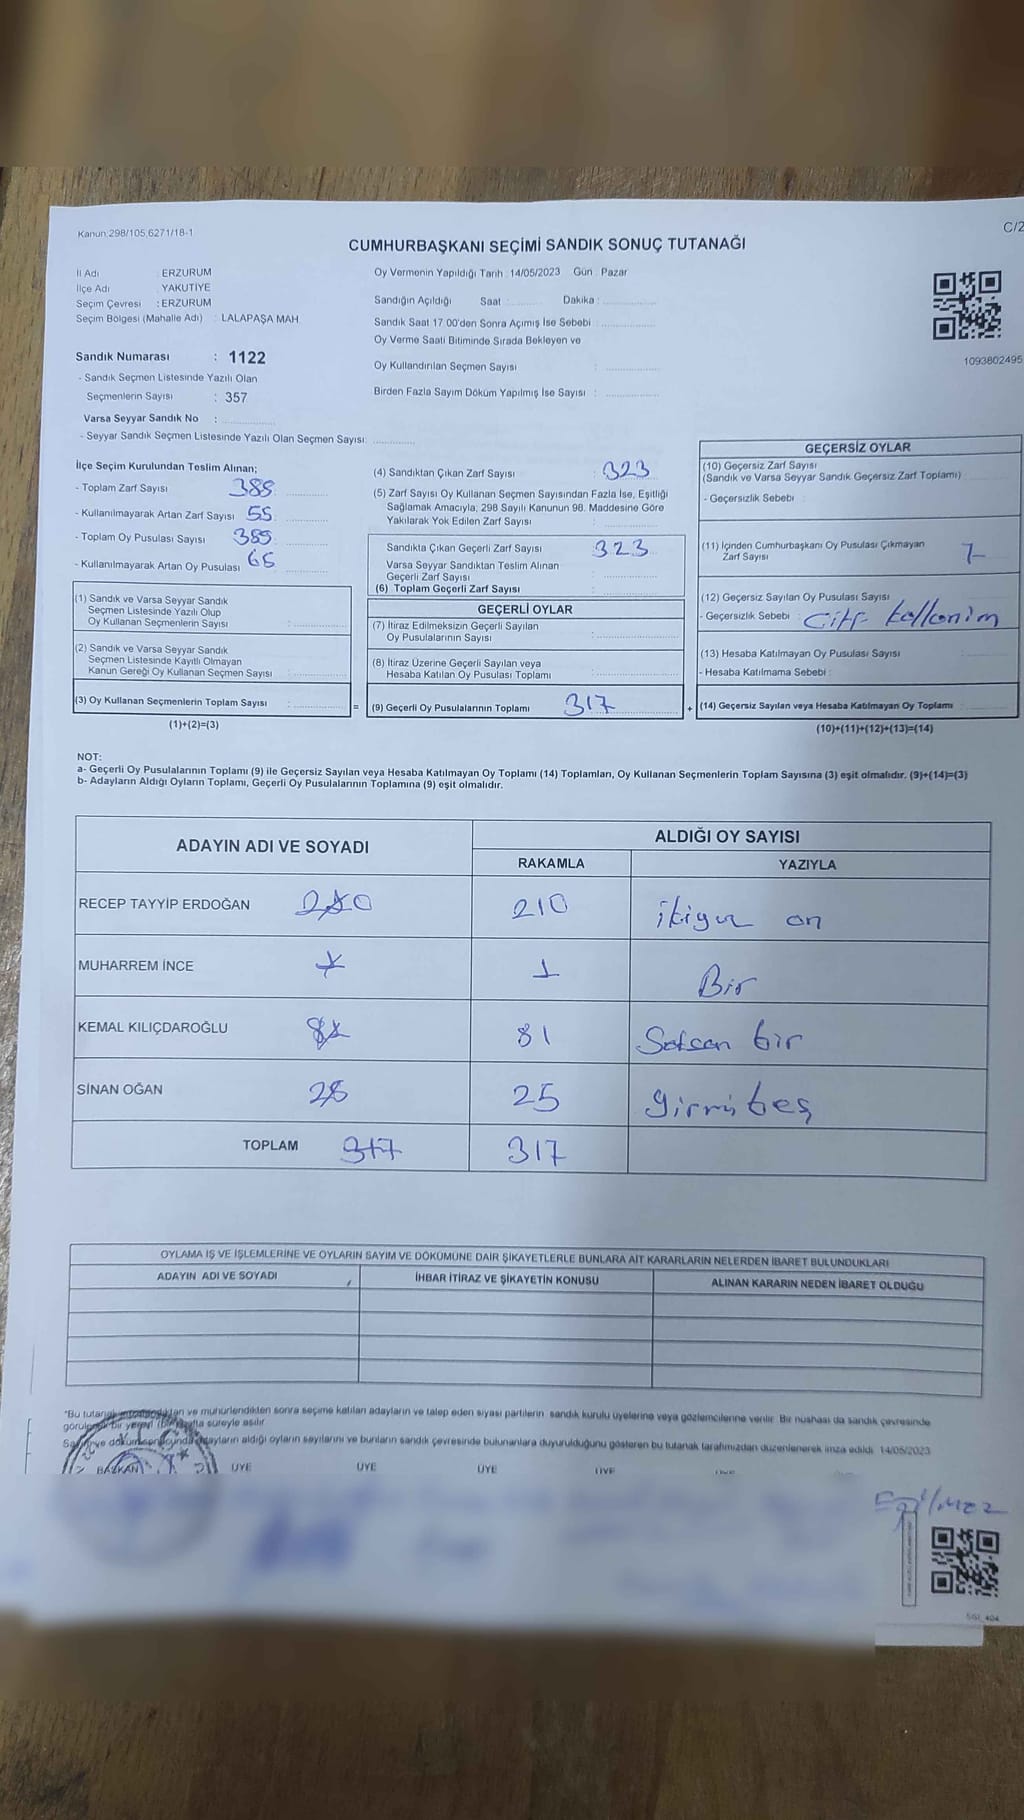 Kanun:298/105,6271/18-1
C/2
CUMHURBAŞKANI SEÇİMİ SANDIK SONUÇ TUTANAĞI
İl Adı : ERZURUM
İlçe Adı : YAKUTİYE
Seçim Çevresi : ERZURUM
Seçim Bölgesi (Mahalle Adı) : LALAPAŞA MAH.
Sandık Numarası : 1122
- Sandık Seçmen Listesinde Yazılı Olan
Seçmenlerin Sayısı : 357
Varsa Seyyar Sandık No :
- Seyyar Sandık Seçmen Listesinde Yazılı Olan Seçmen Sayısı:
Oy Vermenin Yapıldığı Tarih : 14/05/2023 Gün : Pazar
Sandığın Açıldığı Saat : Dakika :
Sandık Saat 17:00'den Sonra Açımış İse Sebebi :
Oy Verme Saati Bitiminde Sırada Bekleyen ve
Oy Kullandırılan Seçmen Sayısı :
Birden Fazla Sayım Döküm Yapılmış İse Sayısı :
1093802495
İlçe Seçim Kurulundan Teslim Alınan;
- Toplam Zarf Sayısı 385
- Kullanılmayarak Artan Zarf Sayısı 55
- Toplam Oy Pusulası Sayısı 385
- Kullanılmayarak Artan Oy Pusulası 65
(1) Sandık ve Varsa Seyyar Sandık
Seçmen Listesinde Yazılı Olup
Oy Kullanan Seçmenlerin Sayısı :
(2) Sandık ve Varsa Seyyar Sandık
Seçmen Listesinde Kayıtlı Olmayan
Kanun Gereği Oy Kullanan Seçmen Sayısı :
(3) Oy Kullanan Seçmenlerin Toplam Sayısı :
(1)+(2)=(3)
(4) Sandıktan Çıkan Zarf Sayısı : 323
(5) Zarf Sayısı Oy Kullanan Seçmen Sayısından Fazla İse, Eşitliği
Sağlamak Amacıyla; 298 Sayılı Kanunun 98. Maddesine Göre
Yakılarak Yok Edilen Zarf Sayısı :
Sandıkta Çıkan Geçerli Zarf Sayısı : 323
Varsa Seyyar Sandıktan Teslim Alınan
Geçerli Zarf Sayısı :
(6) Toplam Geçerli Zarf Sayısı :
GEÇERLİ OYLAR
(7) İtiraz Edilmeksizin Geçerli Sayılan
Oy Pusulalarının Sayısı :
(8) İtiraz Üzerine Geçerli Sayılan veya
Hesaba Katılan Oy Pusulası Toplamı :
= (9) Geçerli Oy Pusulalarının Toplamı 317
GEÇERSİZ OYLAR
(10) Geçersiz Zarf Sayısı
(Sandık ve Varsa Seyyar Sandık Geçersiz Zarf Toplamı)
- Geçersizlik Sebebi
(11) İçinden Cumhurbaşkanı Oy Pusulası Çıkmayan
Zarf Sayısı
(12) Geçersiz Sayılan Oy Pusulası Sayısı
- Geçersizlik Sebebi :
(13) Hesaba Katılmayan Oy Pusulası Sayısı
- Hesaba Katılmama Sebebi :
+ (14) Geçersiz Sayılan veya Hesaba Katılmayan Oy Toplamı :
(10)+(11)+(12)+(13)=(14)
NOT:
a- Geçerli Oy Pusulalarının Toplamı (9) ile Geçersiz Sayılan veya Hesaba Katılmayan Oy Toplamı (14) Toplamları, Oy Kullanan Seçmenlerin Toplam Sayısına (3) eşit olmalıdır. (9)+(14)=(3)
b- Adayların Aldığı Oyların Toplamı, Geçerli Oy Pusulalarının Toplamına (9) eşit olmalıdır.
ADAYIN ADI VE SOYADI
ALDIĞI OY SAYISI
RAKAMLA YAZIYLA
RECEP TAYYİP ERDOĞAN 210 ikiyüz on
MUHARREM İNCE 1 Bir
KEMAL KILIÇDAROĞLU 81 Seksen bir
SİNAN OĞAN 25 yirmi beş
TOPLAM 317 317
OYLAMA İŞ VE İŞLEMLERİNE VE OYLARIN SAYIM VE DÖKÜMÜNE DAİR ŞİKAYETLERLE BUNLARA AİT KARARLARIN NELERDEN İBARET BULUNDUKLARI
ADAYIN ADI VE SOYADI İHBAR İTİRAZ VE ŞİKAYETİN KONUSU ALINAN KARARIN NEDEN İBARET OLDUĞU
*Bu tutanak ve mühürlendikten sonra seçime katılan adayların ve talep eden siyasi partilerin sandık kurulu üyelerine veya gözlemcilerine verilir. Bir nüshası da sandık çevresinde
bir hafta süreyle asılır.
Sayım ve döküm sonucunda adayların aldığı oyların sayılarını ve bunların sandık çevresinde bulunanlara duyurulduğunu gösteren bu tutanak tarafımızdan düzenlenerek imza edildi. 14/05/2023
BAŞKAN ÜYE ÜYE ÜYE ÜYE